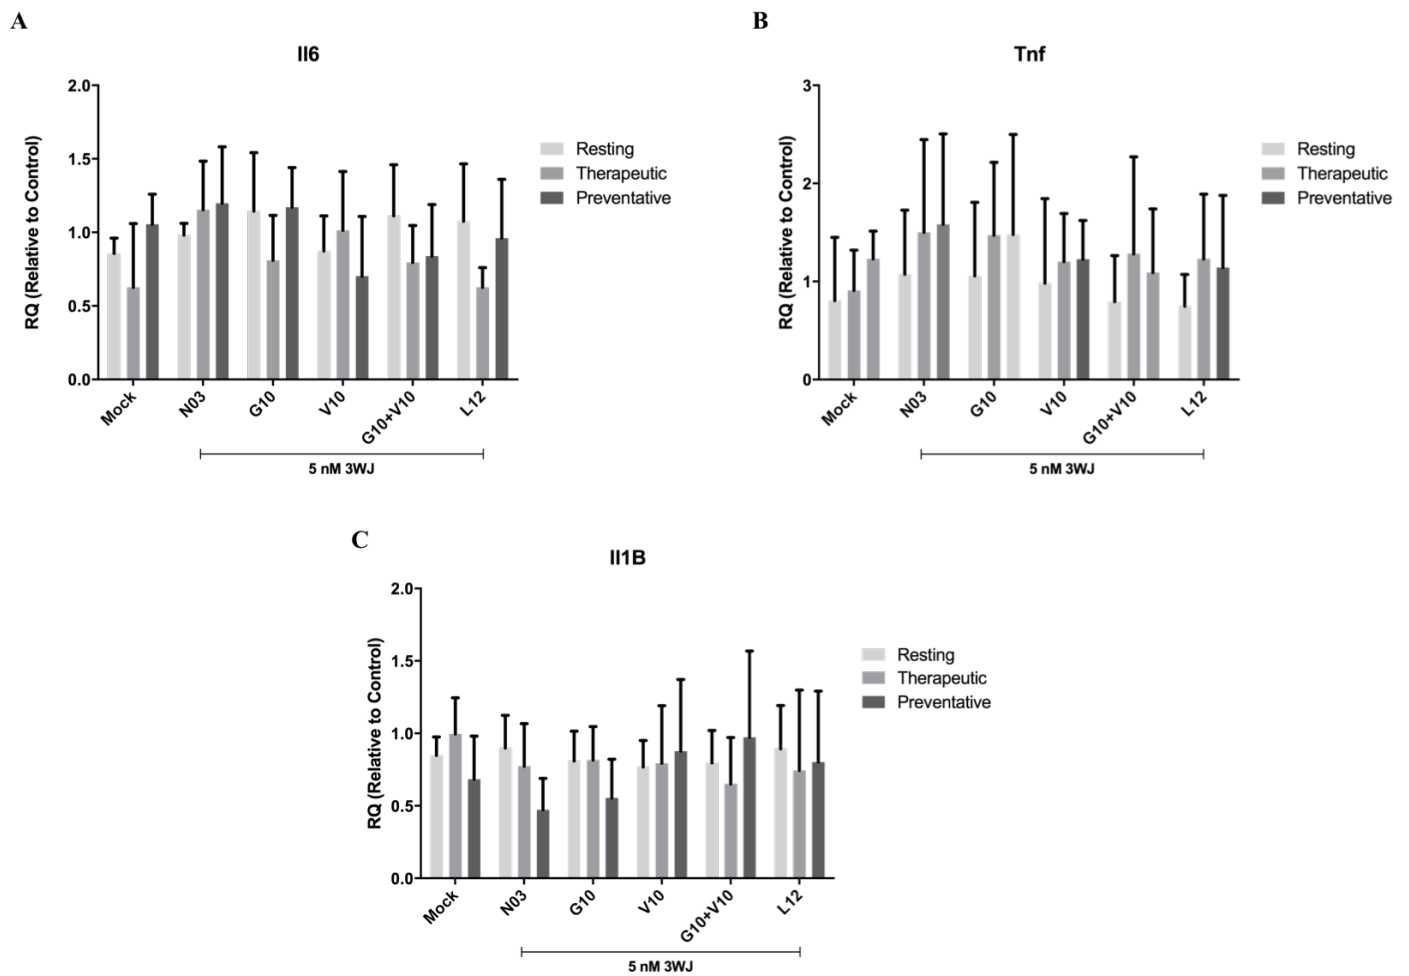 A
Il6
RQ (Relative to Control)
2.0
1.5
1.0
0.5
0.0
Mock
N03
G10
V10
G10+V10
L12
5 nM 3WJ
Resting
Therapeutic
Preventative
B
Tnf
RQ (Relative to Control)
3
2
1
0
Mock
N03
G10
V10
G10+V10
L12
5 nM 3WJ
Resting
Therapeutic
Preventative
C
Il1B
RQ (Relative to Control)
2.0
1.5
1.0
0.5
0.0
Mock
N03
G10
V10
G10+V10
L12
5 nM 3WJ
Resting
Therapeutic
Preventative